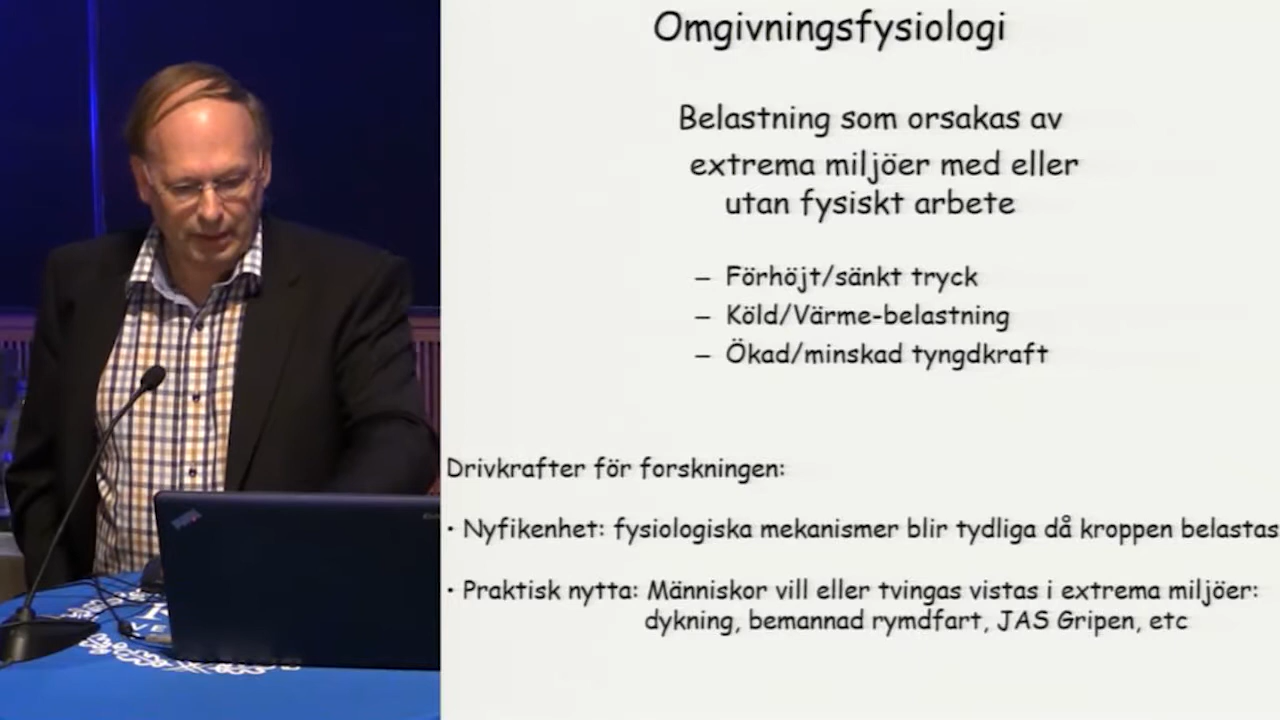 Omgivningsfysiologi
Belastning som orsakas av
extrema miljöer med eller
utan fysiskt arbete
– Förhöjt/sänkt tryck
– Köld/Värme-belastning
– Ökad/minskad tyngdkraft
Drivkrafter för forskningen:
• Nyfikenhet: fysiologiska mekanismer blir tydliga då kroppen belastas
• Praktisk nytta: Människor vill eller tvingas vistas i extrema miljöer:
dykning, bemannad rymdfart, JAS Gripen, etc